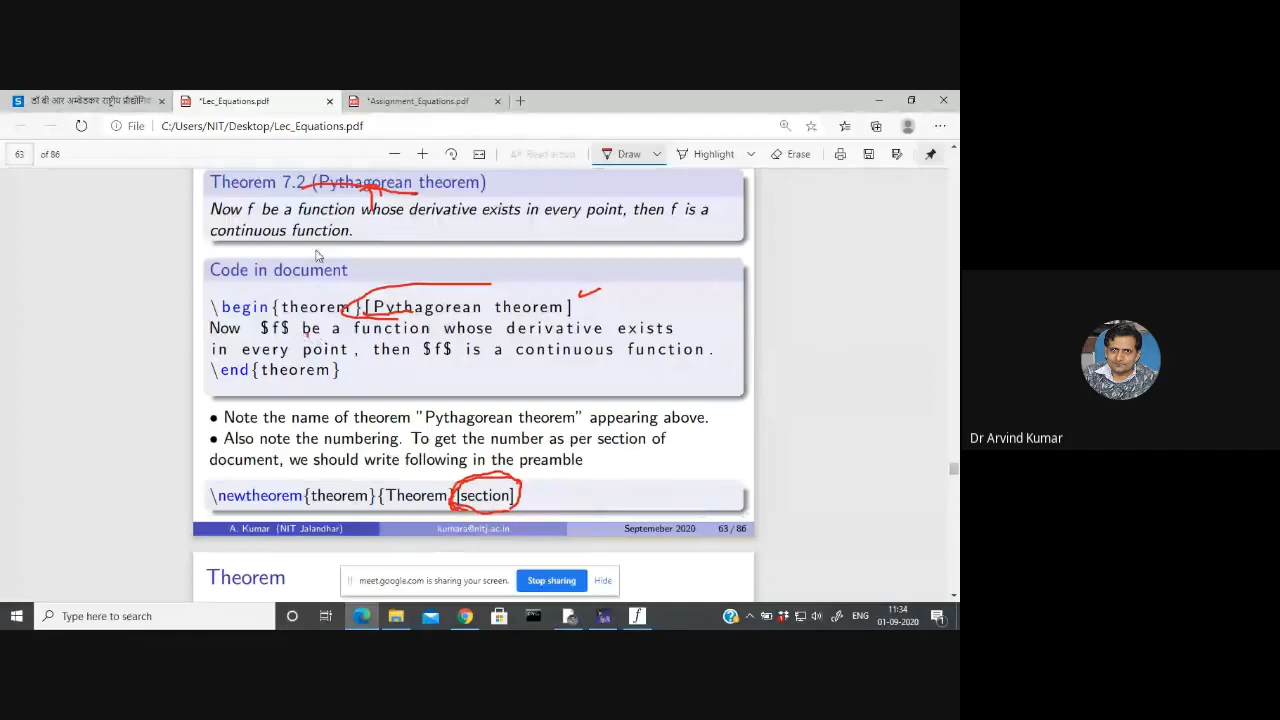 डॉ बी आर अम्बेडकर राष्ट्रीय प्रौद्योगिक
*Lec_Equations.pdf
*Assignment_Equations.pdf
File
C:/Users/NIT/Desktop/Lec_Equations.pdf
63 of 86
Read aloud
Draw
Highlight
Erase
Theorem 7.2 (Pythagorean theorem)
Now f be a function whose derivative exists in every point, then f is a
continuous function.
Code in document
\begin{theorem}[Pythagorean theorem]
Now $f$ be a function whose derivative exists
in every point, then $f$ is a continuous function.
\end{theorem}
• Note the name of theorem "Pythagorean theorem" appearing above.
• Also note the numbering. To get the number as per section of
document, we should write following in the preamble
\newtheorem{theorem}{Theorem}[section]
A. Kumar (NIT Jalandhar)
kumara@nitj.ac.in
Septemeber 2020
63 / 86
Theorem
meet.google.com is sharing your screen.
Stop sharing
Hide
Type here to search
ENG
11:34
01-09-2020
Dr Arvind Kumar